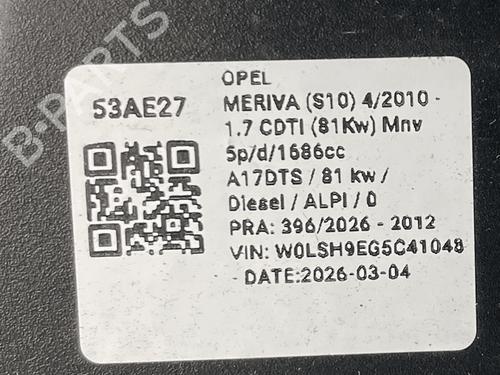 B-PARTS
53AE27
OPEL
MERIVA (S10) 4/2010 -
1.7 CDTI (81Kw) Mnv
5p/d/1686cc
A17DTS / 81 kw /
Diesel / ALPI / 0
PRA: 396/2026 - 2012
VIN: W0LSH9EG5C41048
- DATE:2026-03-04